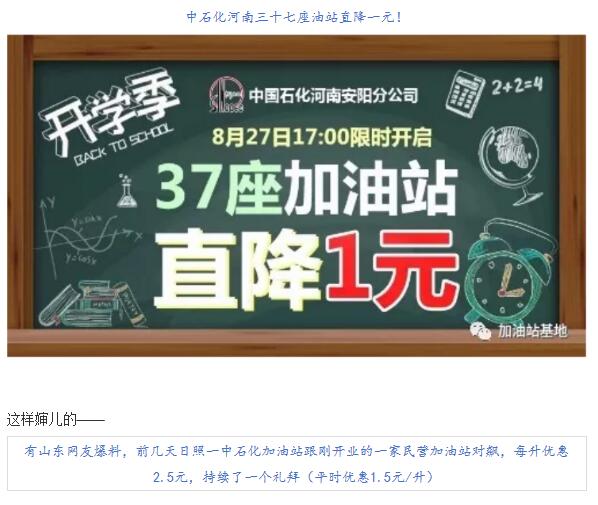 中石化河南三十七座油站直降一元！
开学季
BACK TO SCHOOL
中国石化河南安阳分公司
2+2=4
8月27日17:00限时开启
37座加油站
直降1元
加油站基地
这样婶儿的——
有山东网友爆料，前几天日照一中石化加油站跟刚开业的一家民营加油站对飙，每升优惠
2.5元，持续了一个礼拜（平时优惠1.5元/升）